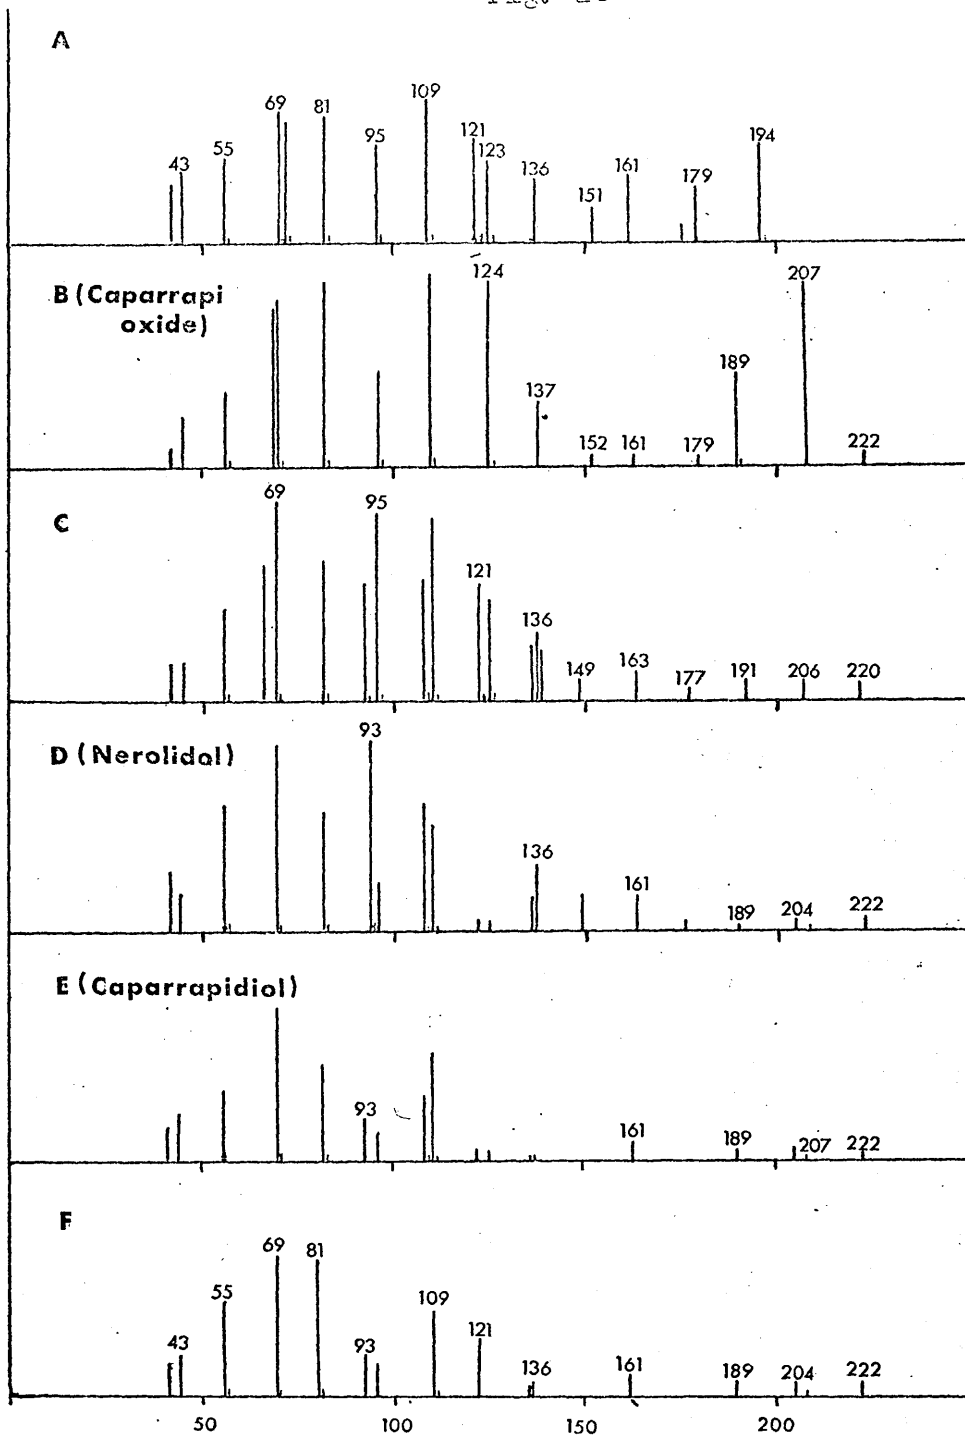 A
43 55 69 81 95 109 121 123 136 151 161 179 194
B (Caparrapi
oxide)
124 137 152 161 179 189 207 222
C
69 95 121 136 149 163 177 191 206 220
D (Nerolidol)
93 136 161 189 204 222
E (Caparrapidiol)
93 161 189 207 222
F
43 55 69 81 93 109 121 136 161 189 204 222
50 100 150 200